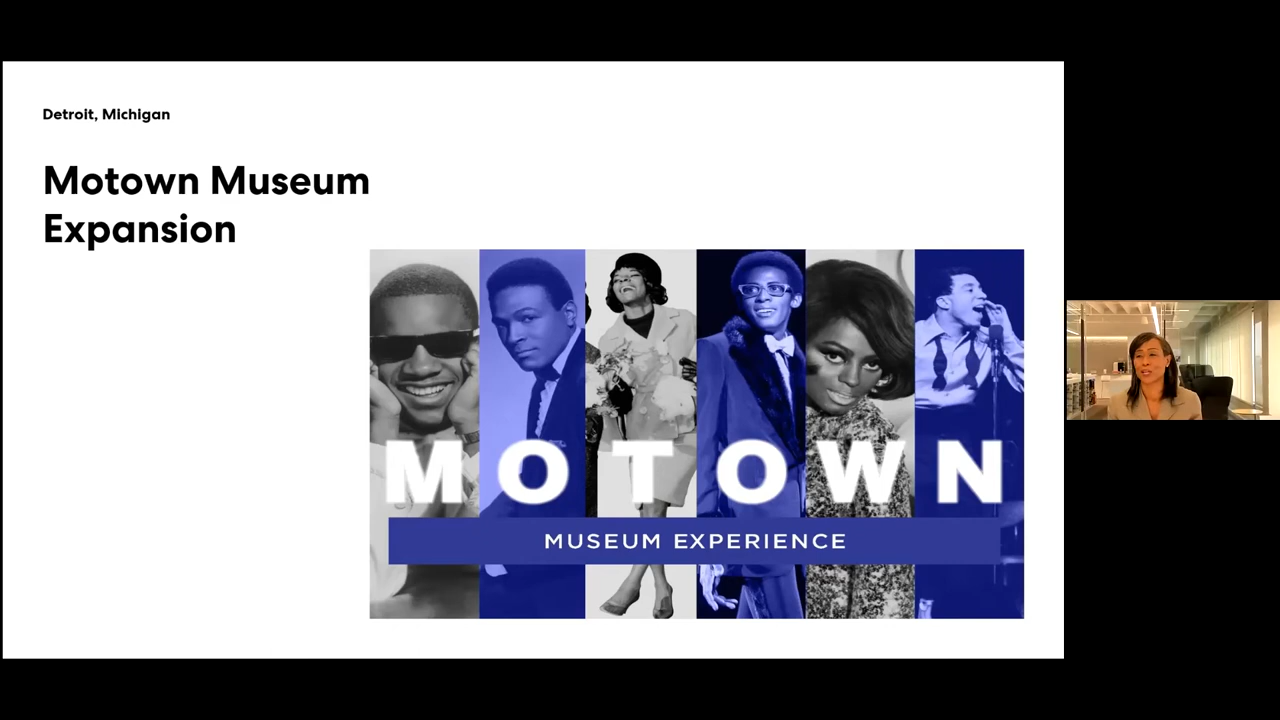 Detroit, Michigan
Motown Museum
Expansion
MOTOWN
MUSEUM EXPERIENCE